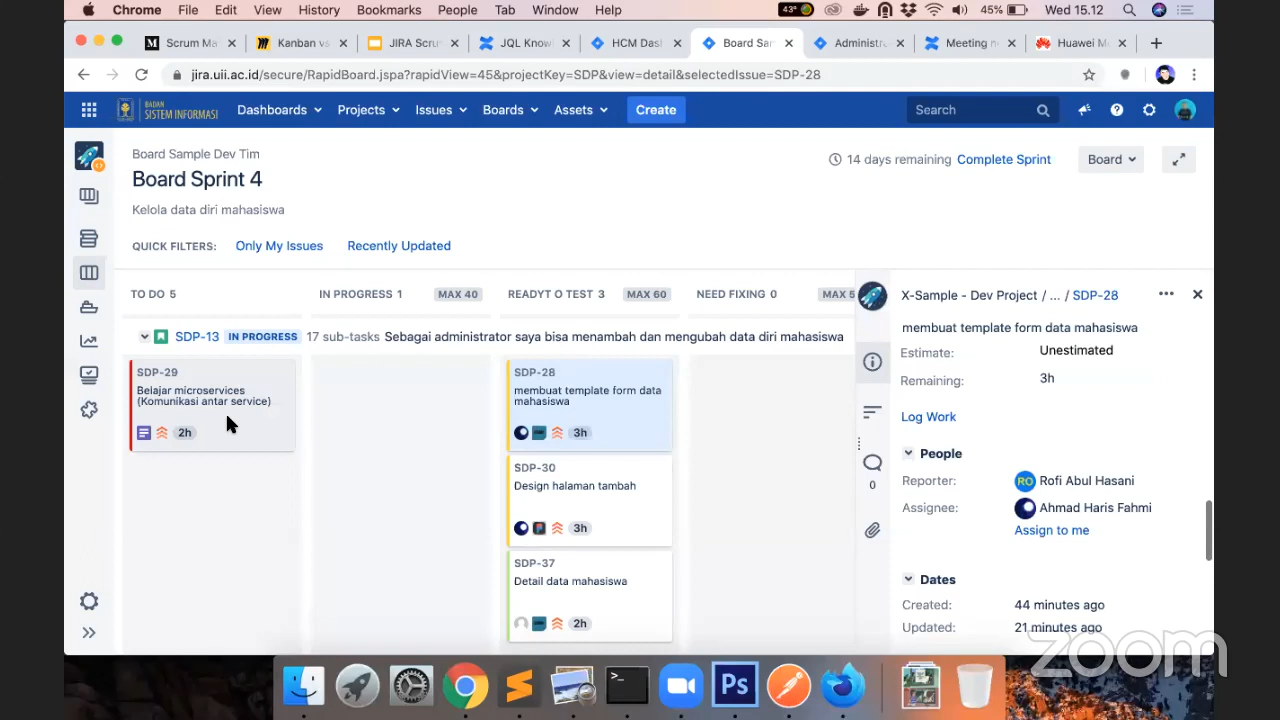 Chrome File Edit View History Bookmarks People Tab Window Help 43° 45% Wed 15.12
Scrum Ma
Kanban vs
JIRA Scru
JQL Know
HCM Das
Board Sar
Administr
Meeting n
Huawei M
jira.uii.ac.id/secure/RapidBoard.jspa?rapidView=45&projectKey=SDP&view=detail&selectedIssue=SDP-28
BADAN
SISTEM INFORMASI
Dashboards Projects Issues Boards Assets Create Search
Board Sample Dev Tim
14 days remaining Complete Sprint Board
Board Sprint 4
Kelola data diri mahasiswa
QUICK FILTERS: Only My Issues Recently Updated
TO DO 5 IN PROGRESS 1 MAX 40 READYT O TEST 3 MAX 60 NEED FIXING 0 MAX 5
SDP-13 IN PROGRESS 17 sub-tasks Sebagai administrator saya bisa menambah dan mengubah data diri mahasiswa
SDP-29
Belajar microservices
(Komunikasi antar service)
2h
SDP-28
membuat template form data
mahasiswa
3h
SDP-30
Design halaman tambah
3h
SDP-37
Detail data mahasiswa
2h
X-Sample - Dev Project / ... / SDP-28
membuat template form data mahasiswa
Estimate: Unestimated
Remaining: 3h
Log Work
People
Reporter: RO Rofi Abul Hasani
Assignee: Ahmad Haris Fahmi
Assign to me
0
Dates
Created: 44 minutes ago
Updated: 21 minutes ago
Ps
zoom